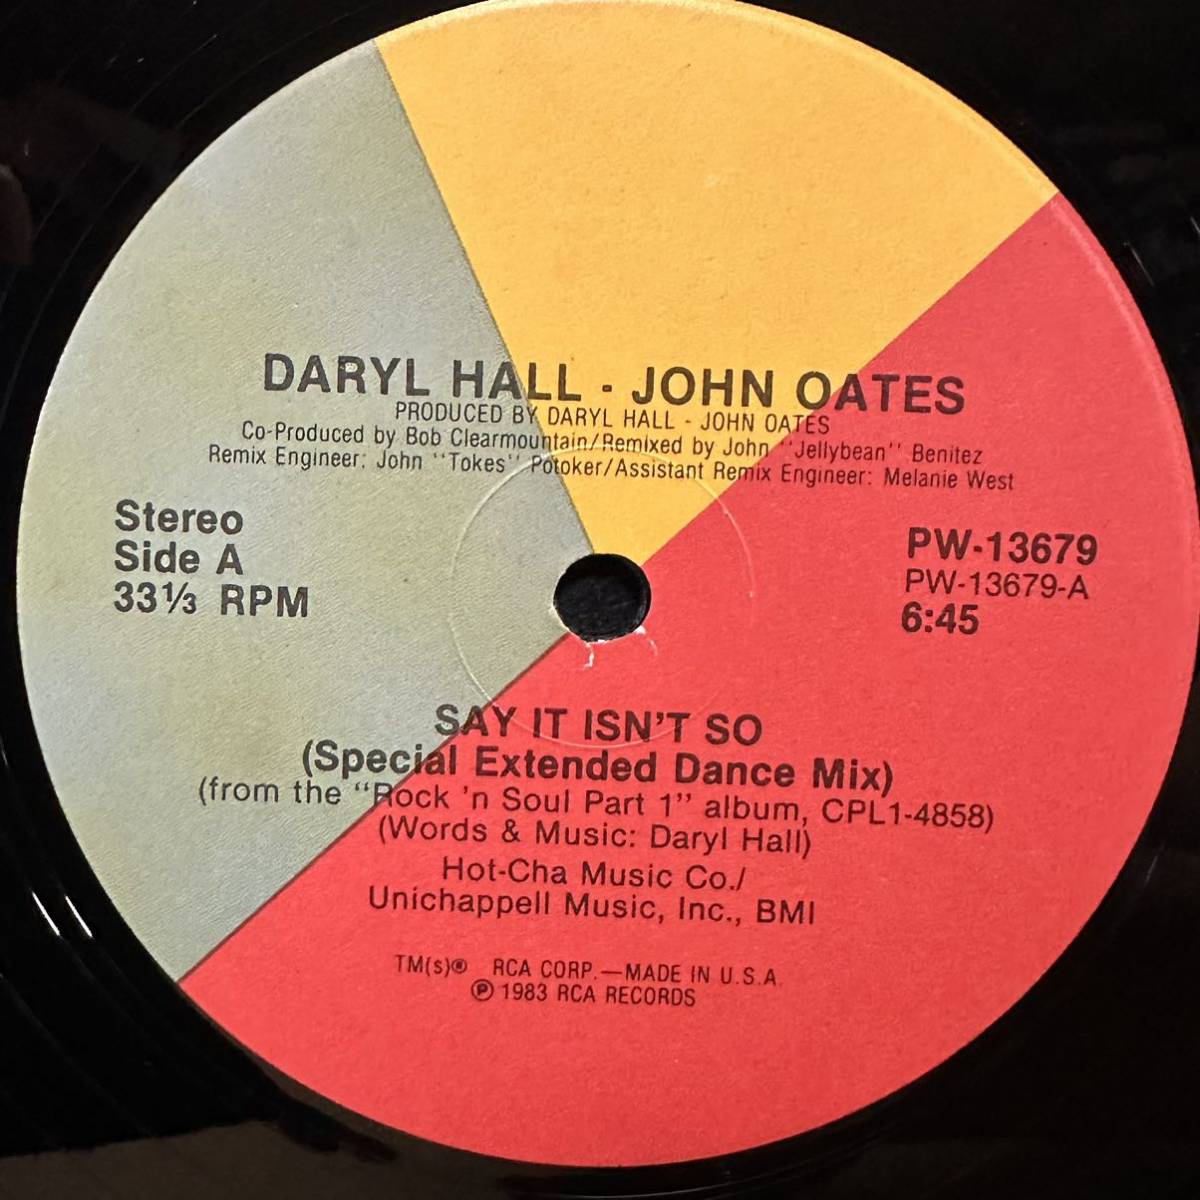 DARYL HALL - JOHN OATES
PRODUCED BY DARYL HALL - JOHN OATES
Co-Produced by Bob Clearmountain/Remixed by John "Jellybean" Benitez
Remix Engineer: John "Tokes" Potoker/Assistant Remix Engineer: Melanie West
Stereo
Side A
33⅓ RPM
PW-13679
PW-13679-A
6:45
SAY IT ISN'T SO
(Special Extended Dance Mix)
(from the "Rock 'n Soul Part 1" album, CPL1-4858)
(Words & Music: Daryl Hall)
Hot-Cha Music Co./
Unichappell Music, Inc., BMI
TM(s)® RCA CORP.—MADE IN U.S.A.
℗ 1983 RCA RECORDS